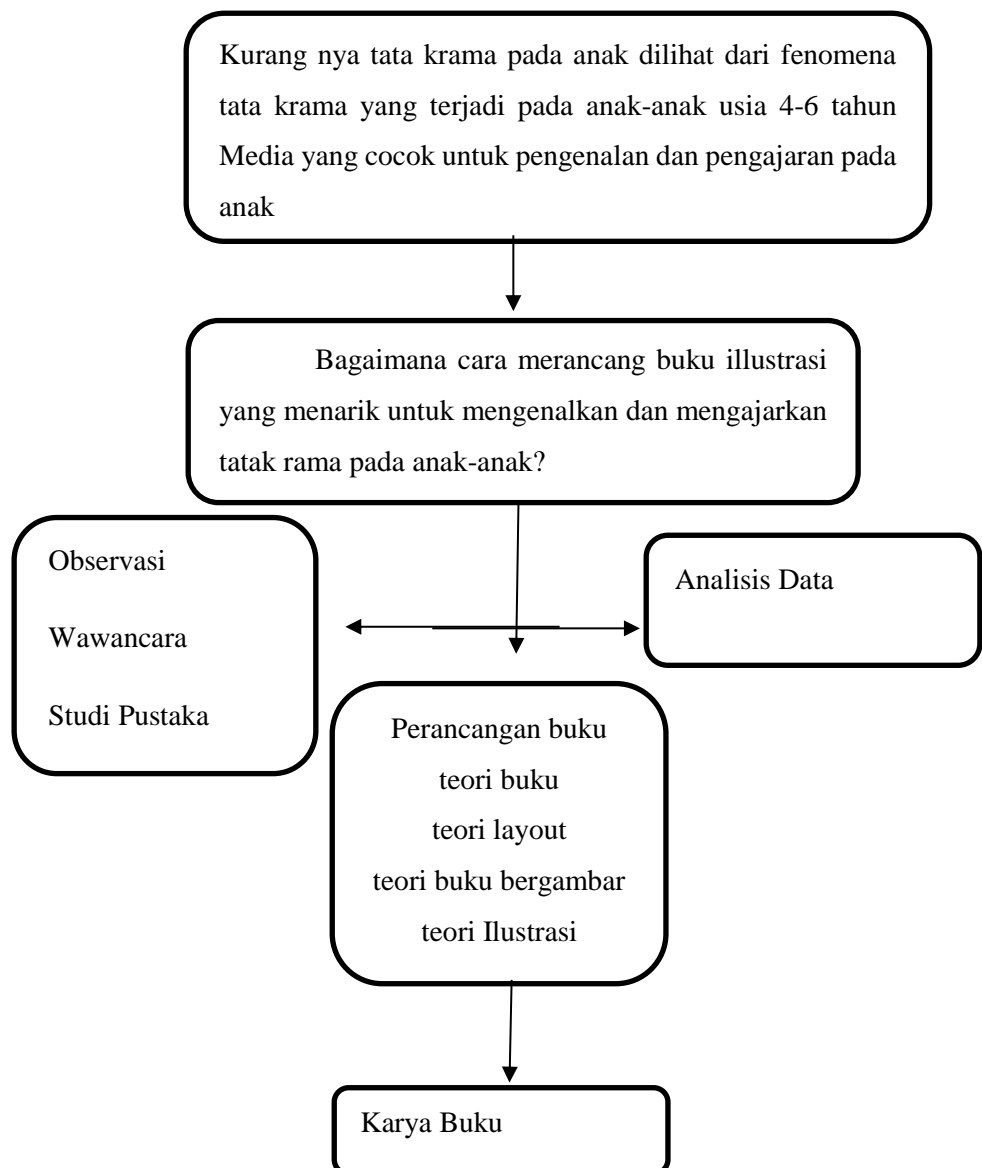 Kurang nya tata krama pada anak dilihat dari fenomena
tata krama yang terjadi pada anak-anak usia 4-6 tahun
Media yang cocok untuk pengenalan dan pengajaran pada
anak
Bagaimana cara merancang buku illustrasi
yang menarik untuk mengenalkan dan mengajarkan
tatak rama pada anak-anak?
Observasi
Wawancara
Studi Pustaka
Analisis Data
Perancangan buku
teori buku
teori layout
teori buku bergambar
teori Ilustrasi
Karya Buku